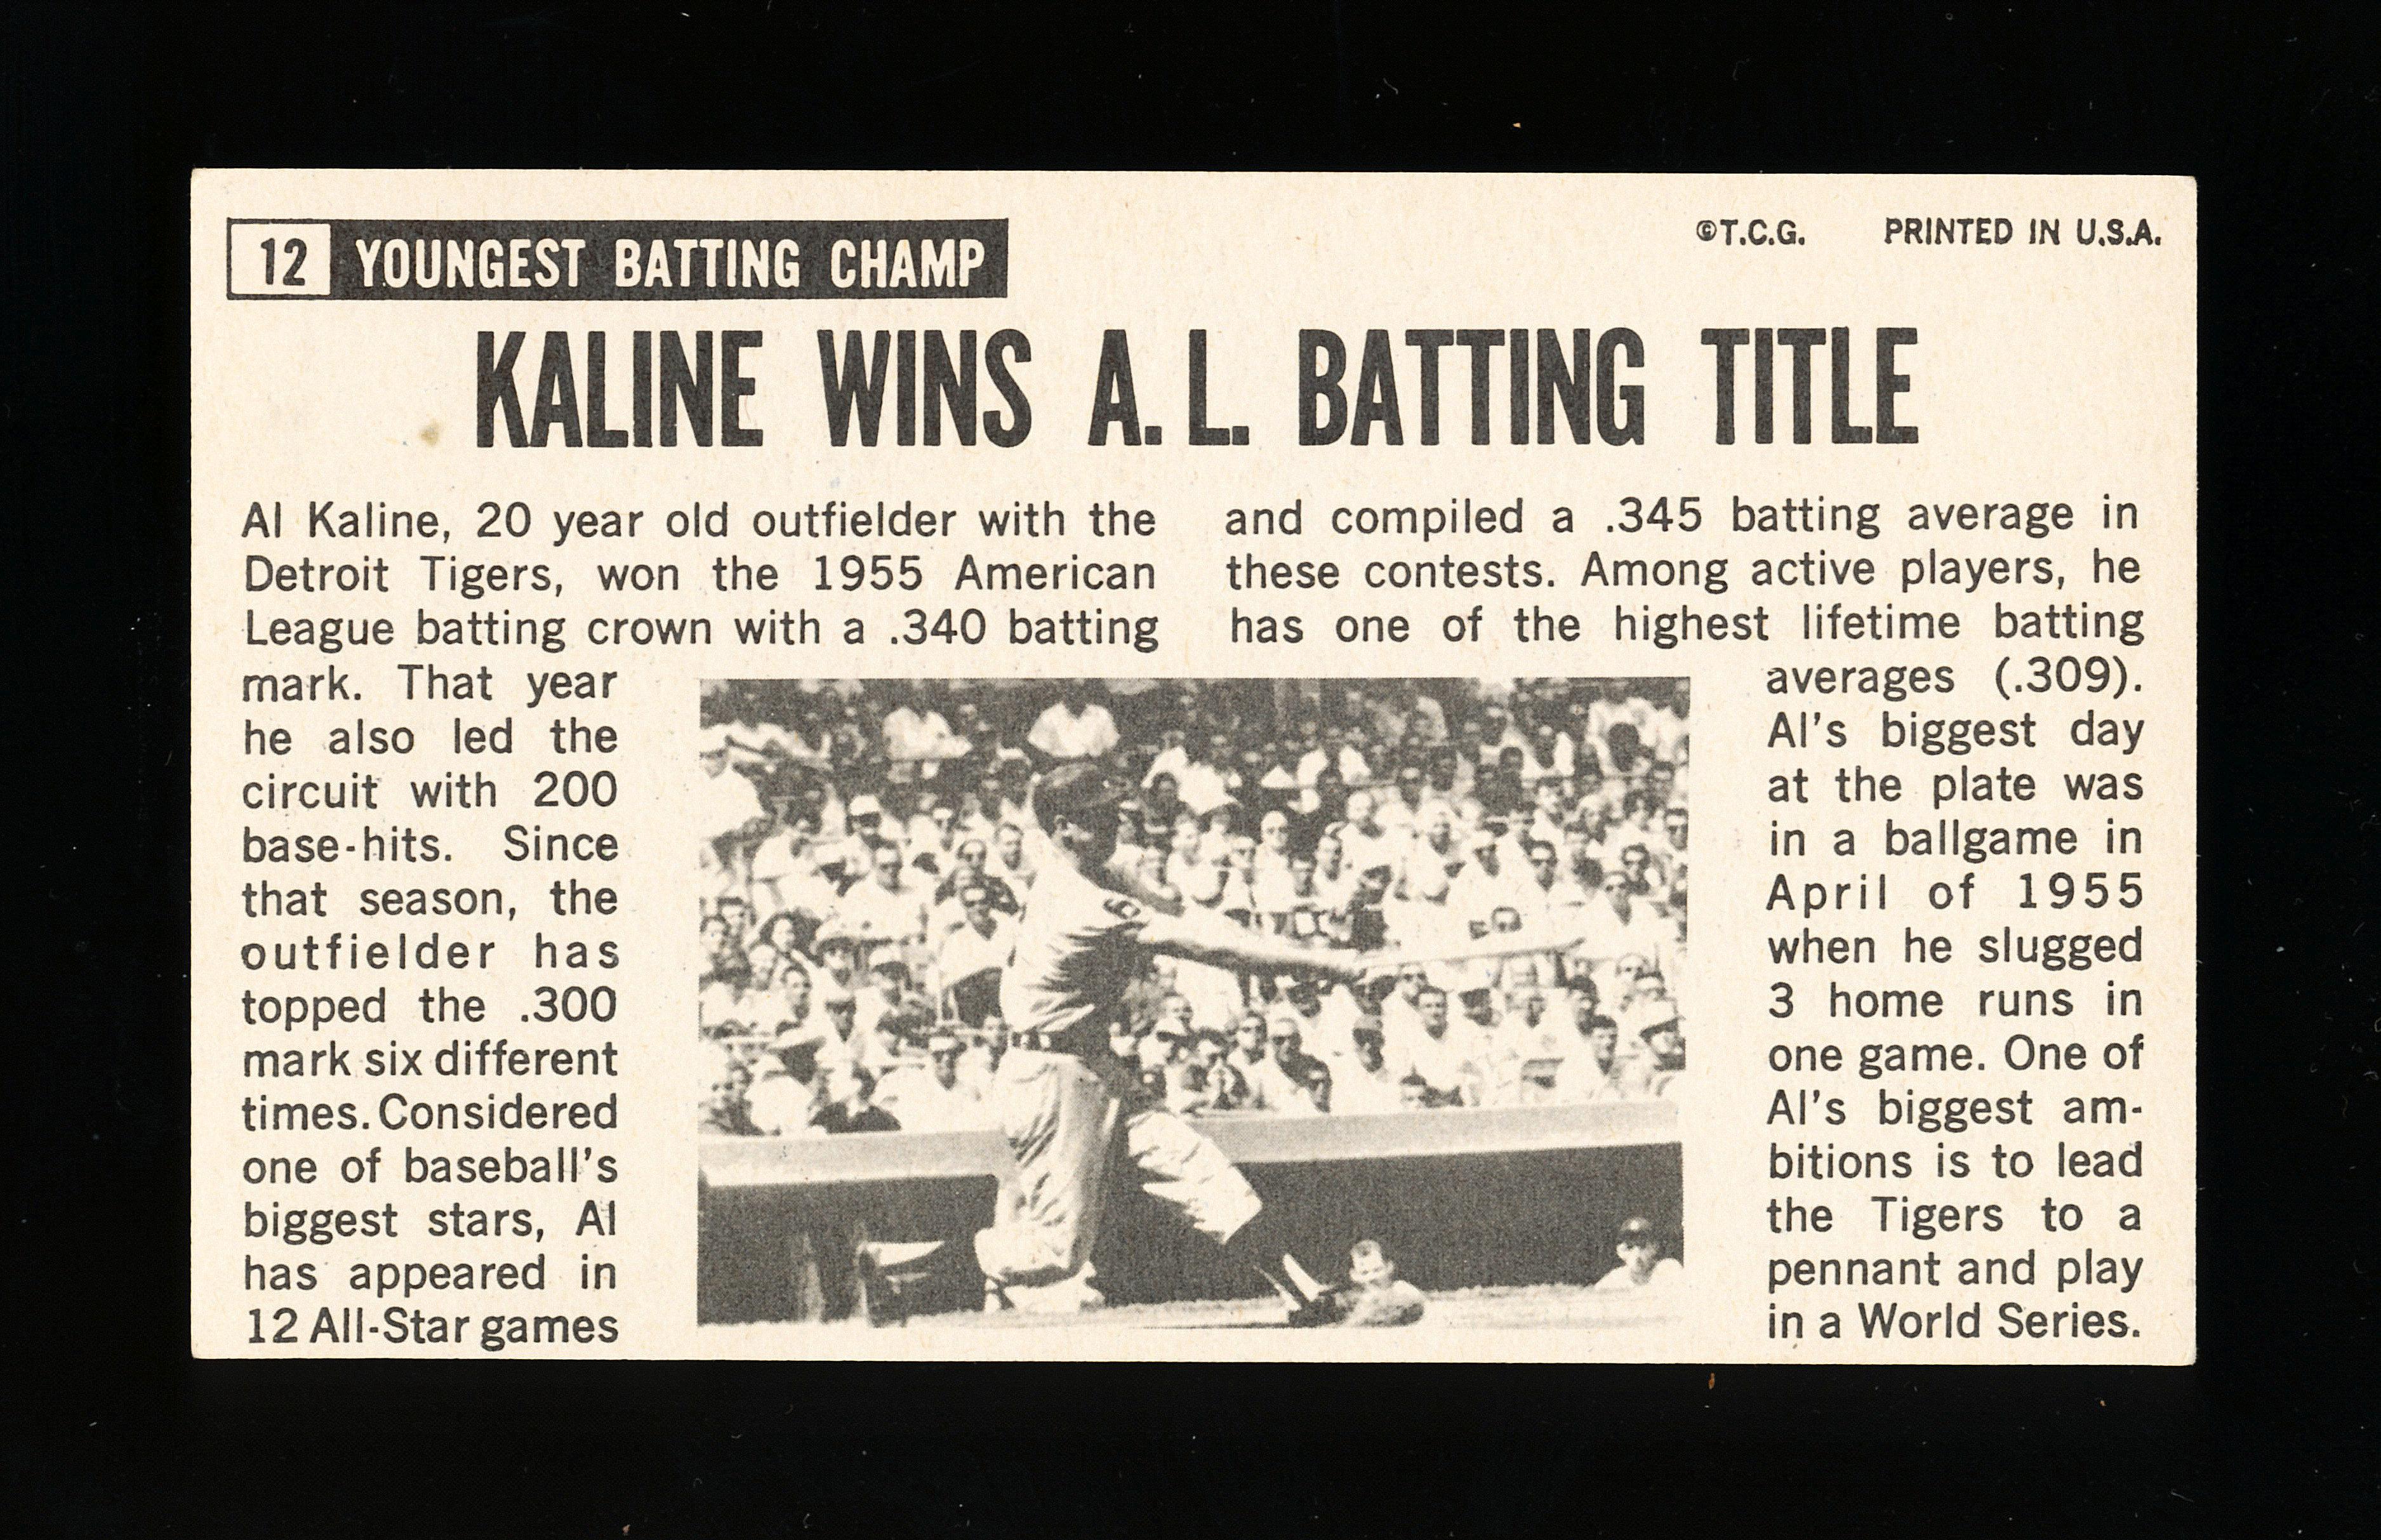 12 YOUNGEST BATTING CHAMP
©T.C.G. PRINTED IN U.S.A.
KALINE WINS A.L. BATTING TITLE
Al Kaline, 20 year old outfielder with the
Detroit Tigers, won the 1955 American
League batting crown with a .340 batting
mark. That year
he also led the
circuit with 200
base-hits. Since
that season, the
outfielder has
topped the .300
mark six different
times. Considered
one of baseball's
biggest stars, Al
has appeared in
12 All-Star games
and compiled a .345 batting average in
these contests. Among active players, he
has one of the highest lifetime batting
averages (.309).
Al's biggest day
at the plate was
in a ballgame in
April of 1955
when he slugged
3 home runs in
one game. One of
Al's biggest am-
bitions is to lead
the Tigers to a
pennant and play
in a World Series.
6